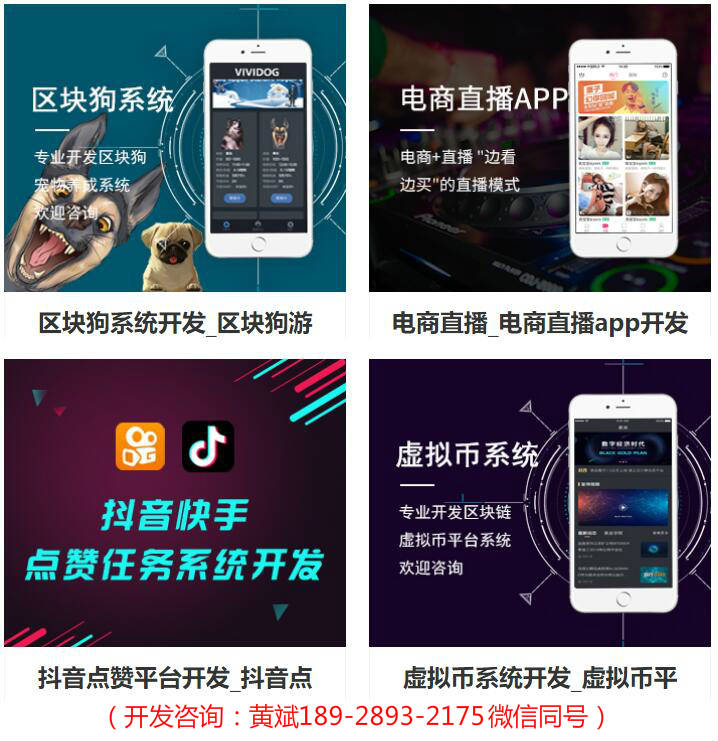 区块狗系统
专业开发区块狗
宠物养成系统
欢迎咨询
VIVIDOG
区块狗系统开发_区块狗游
电商直播APP
电商+直播 "边看
边买"的直播模式
电商直播_电商直播app开发
抖音快手
点赞任务系统开发
抖音点赞平台开发_抖音点
虚拟币系统
专业开发区块链
虚拟币平台系统
欢迎咨询
数字经济时代
BLACK GOLD PLAN
虚拟币系统开发_虚拟币平
（开发咨询：黄斌189-2893-2175微信同号）